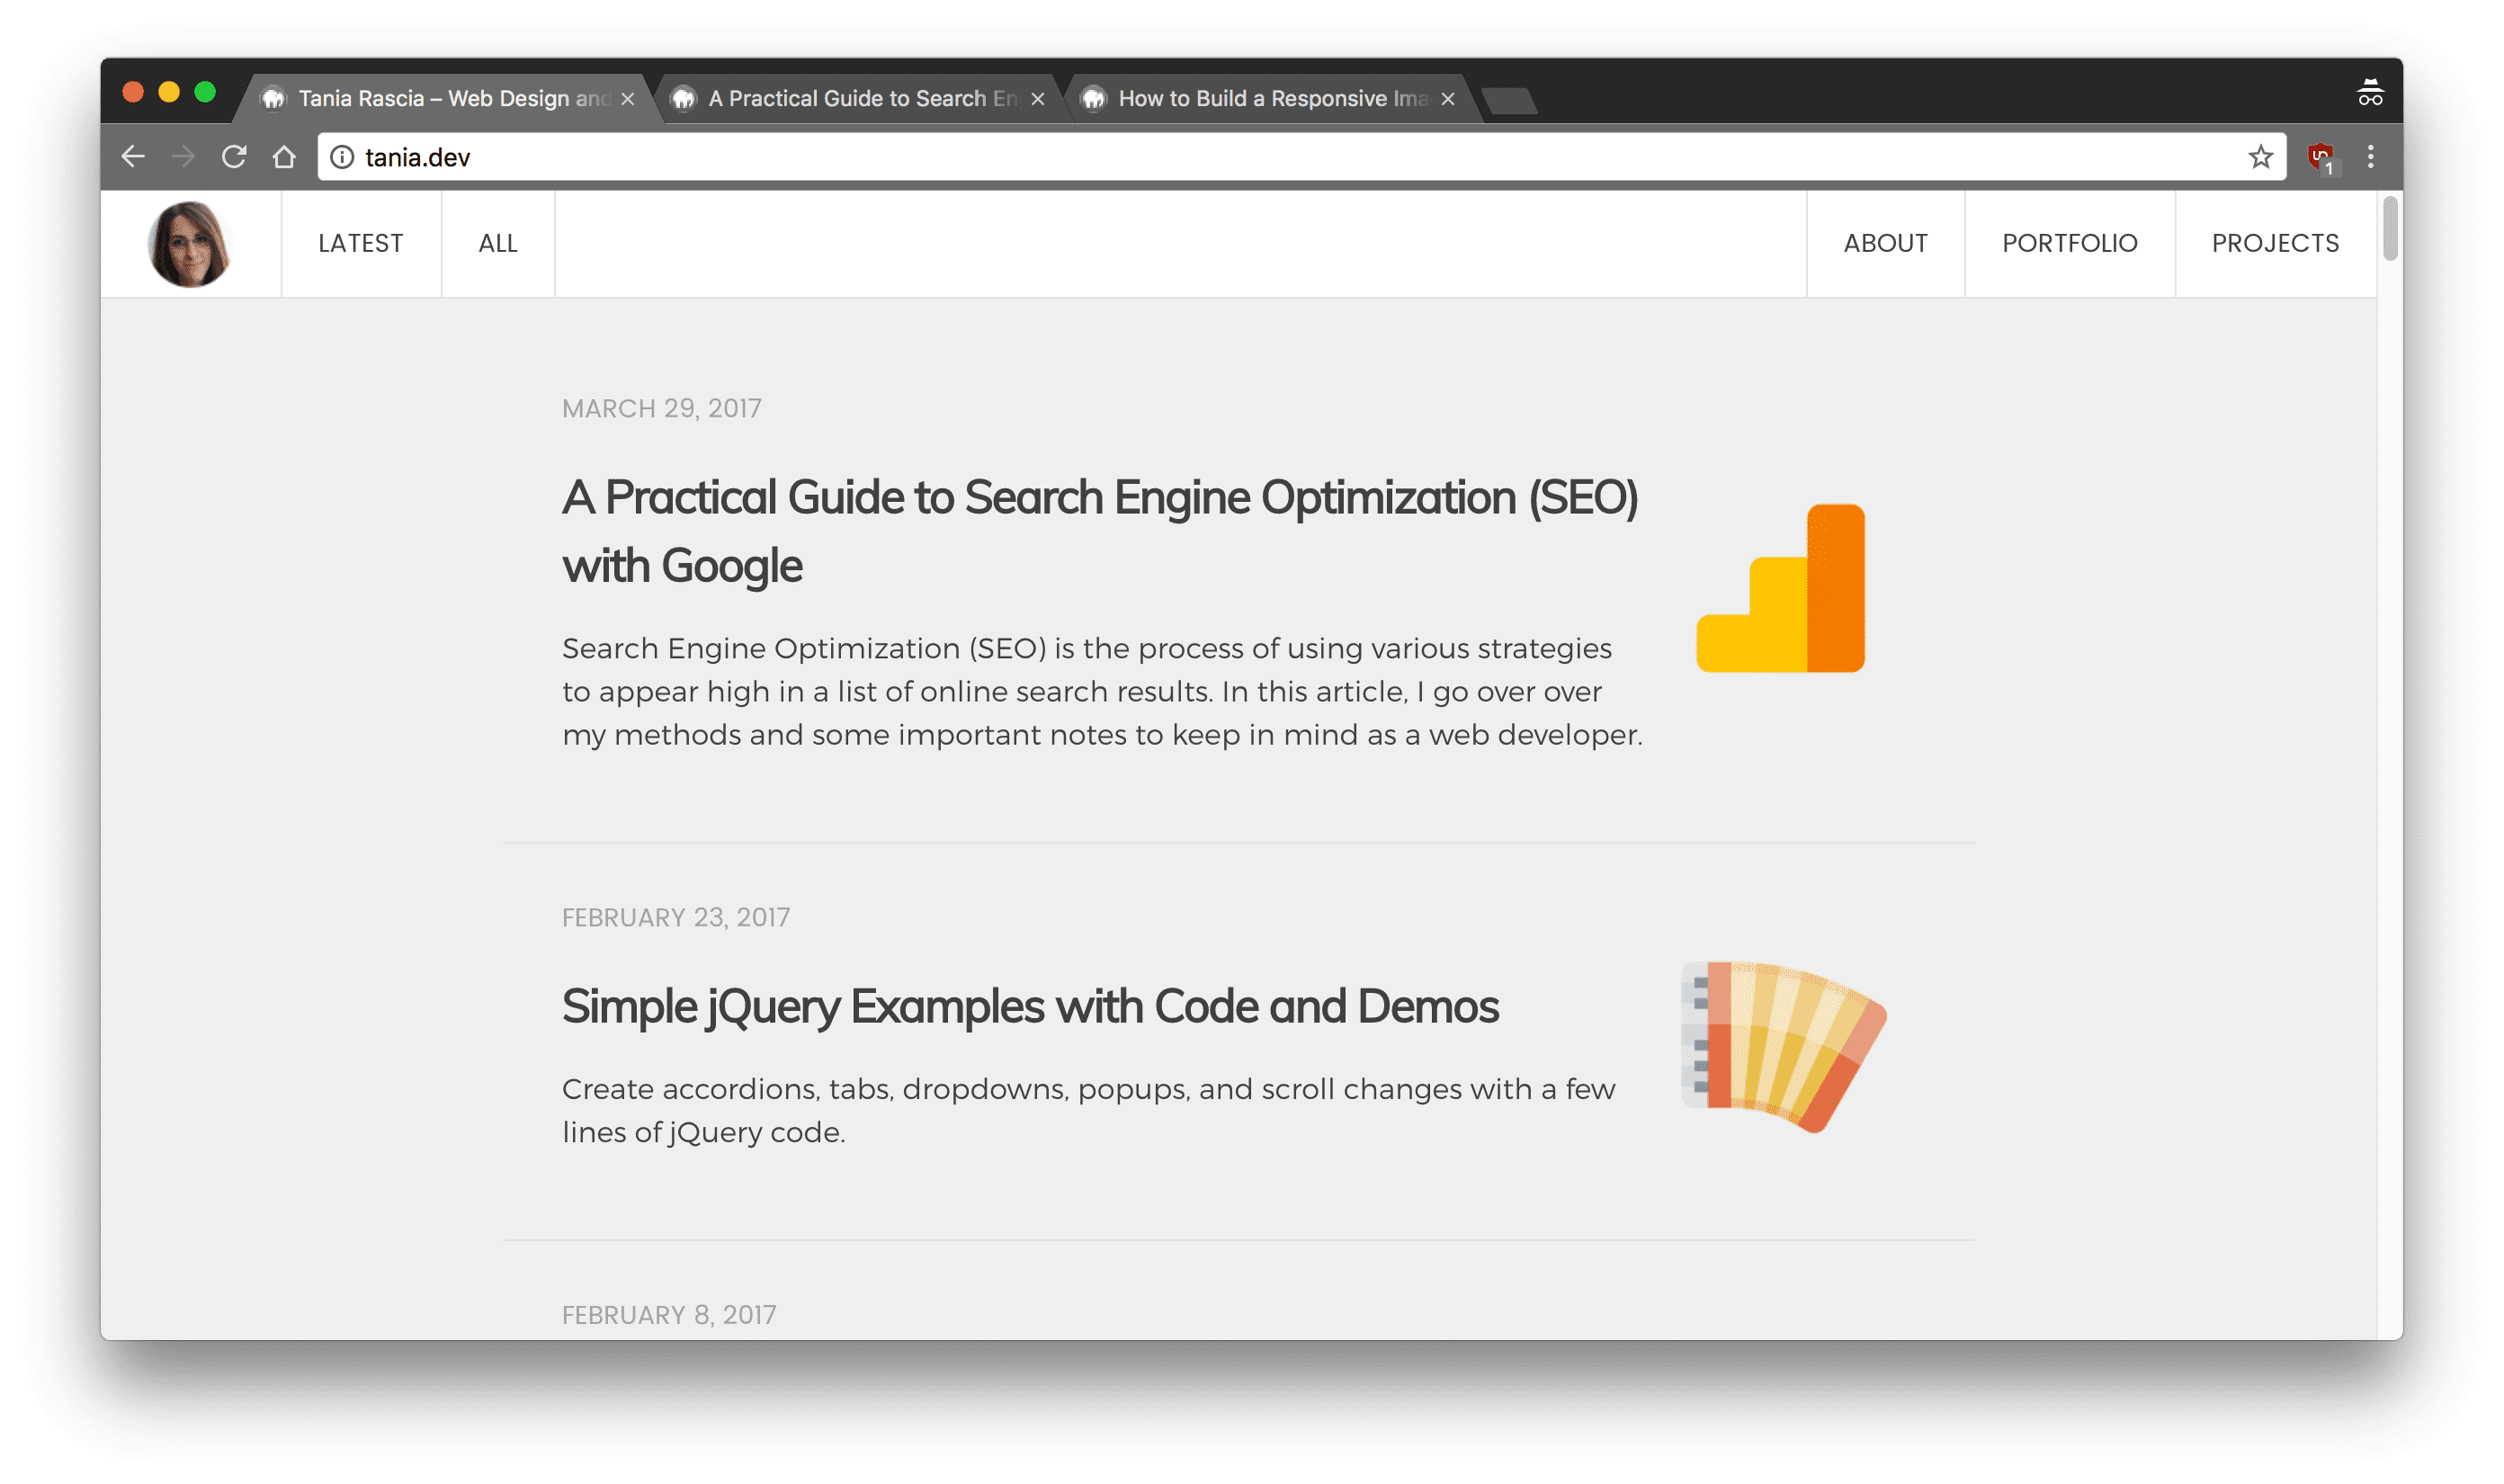 Tania Rascia – Web Design and
A Practical Guide to Search En
How to Build a Responsive Ima
tania.dev
1
LATEST
ALL
ABOUT
PORTFOLIO
PROJECTS
MARCH 29, 2017
A Practical Guide to Search Engine Optimization (SEO)
with Google
Search Engine Optimization (SEO) is the process of using various strategies
to appear high in a list of online search results. In this article, I go over over
my methods and some important notes to keep in mind as a web developer.
FEBRUARY 23, 2017
Simple jQuery Examples with Code and Demos
Create accordions, tabs, dropdowns, popups, and scroll changes with a few
lines of jQuery code.
FEBRUARY 8, 2017